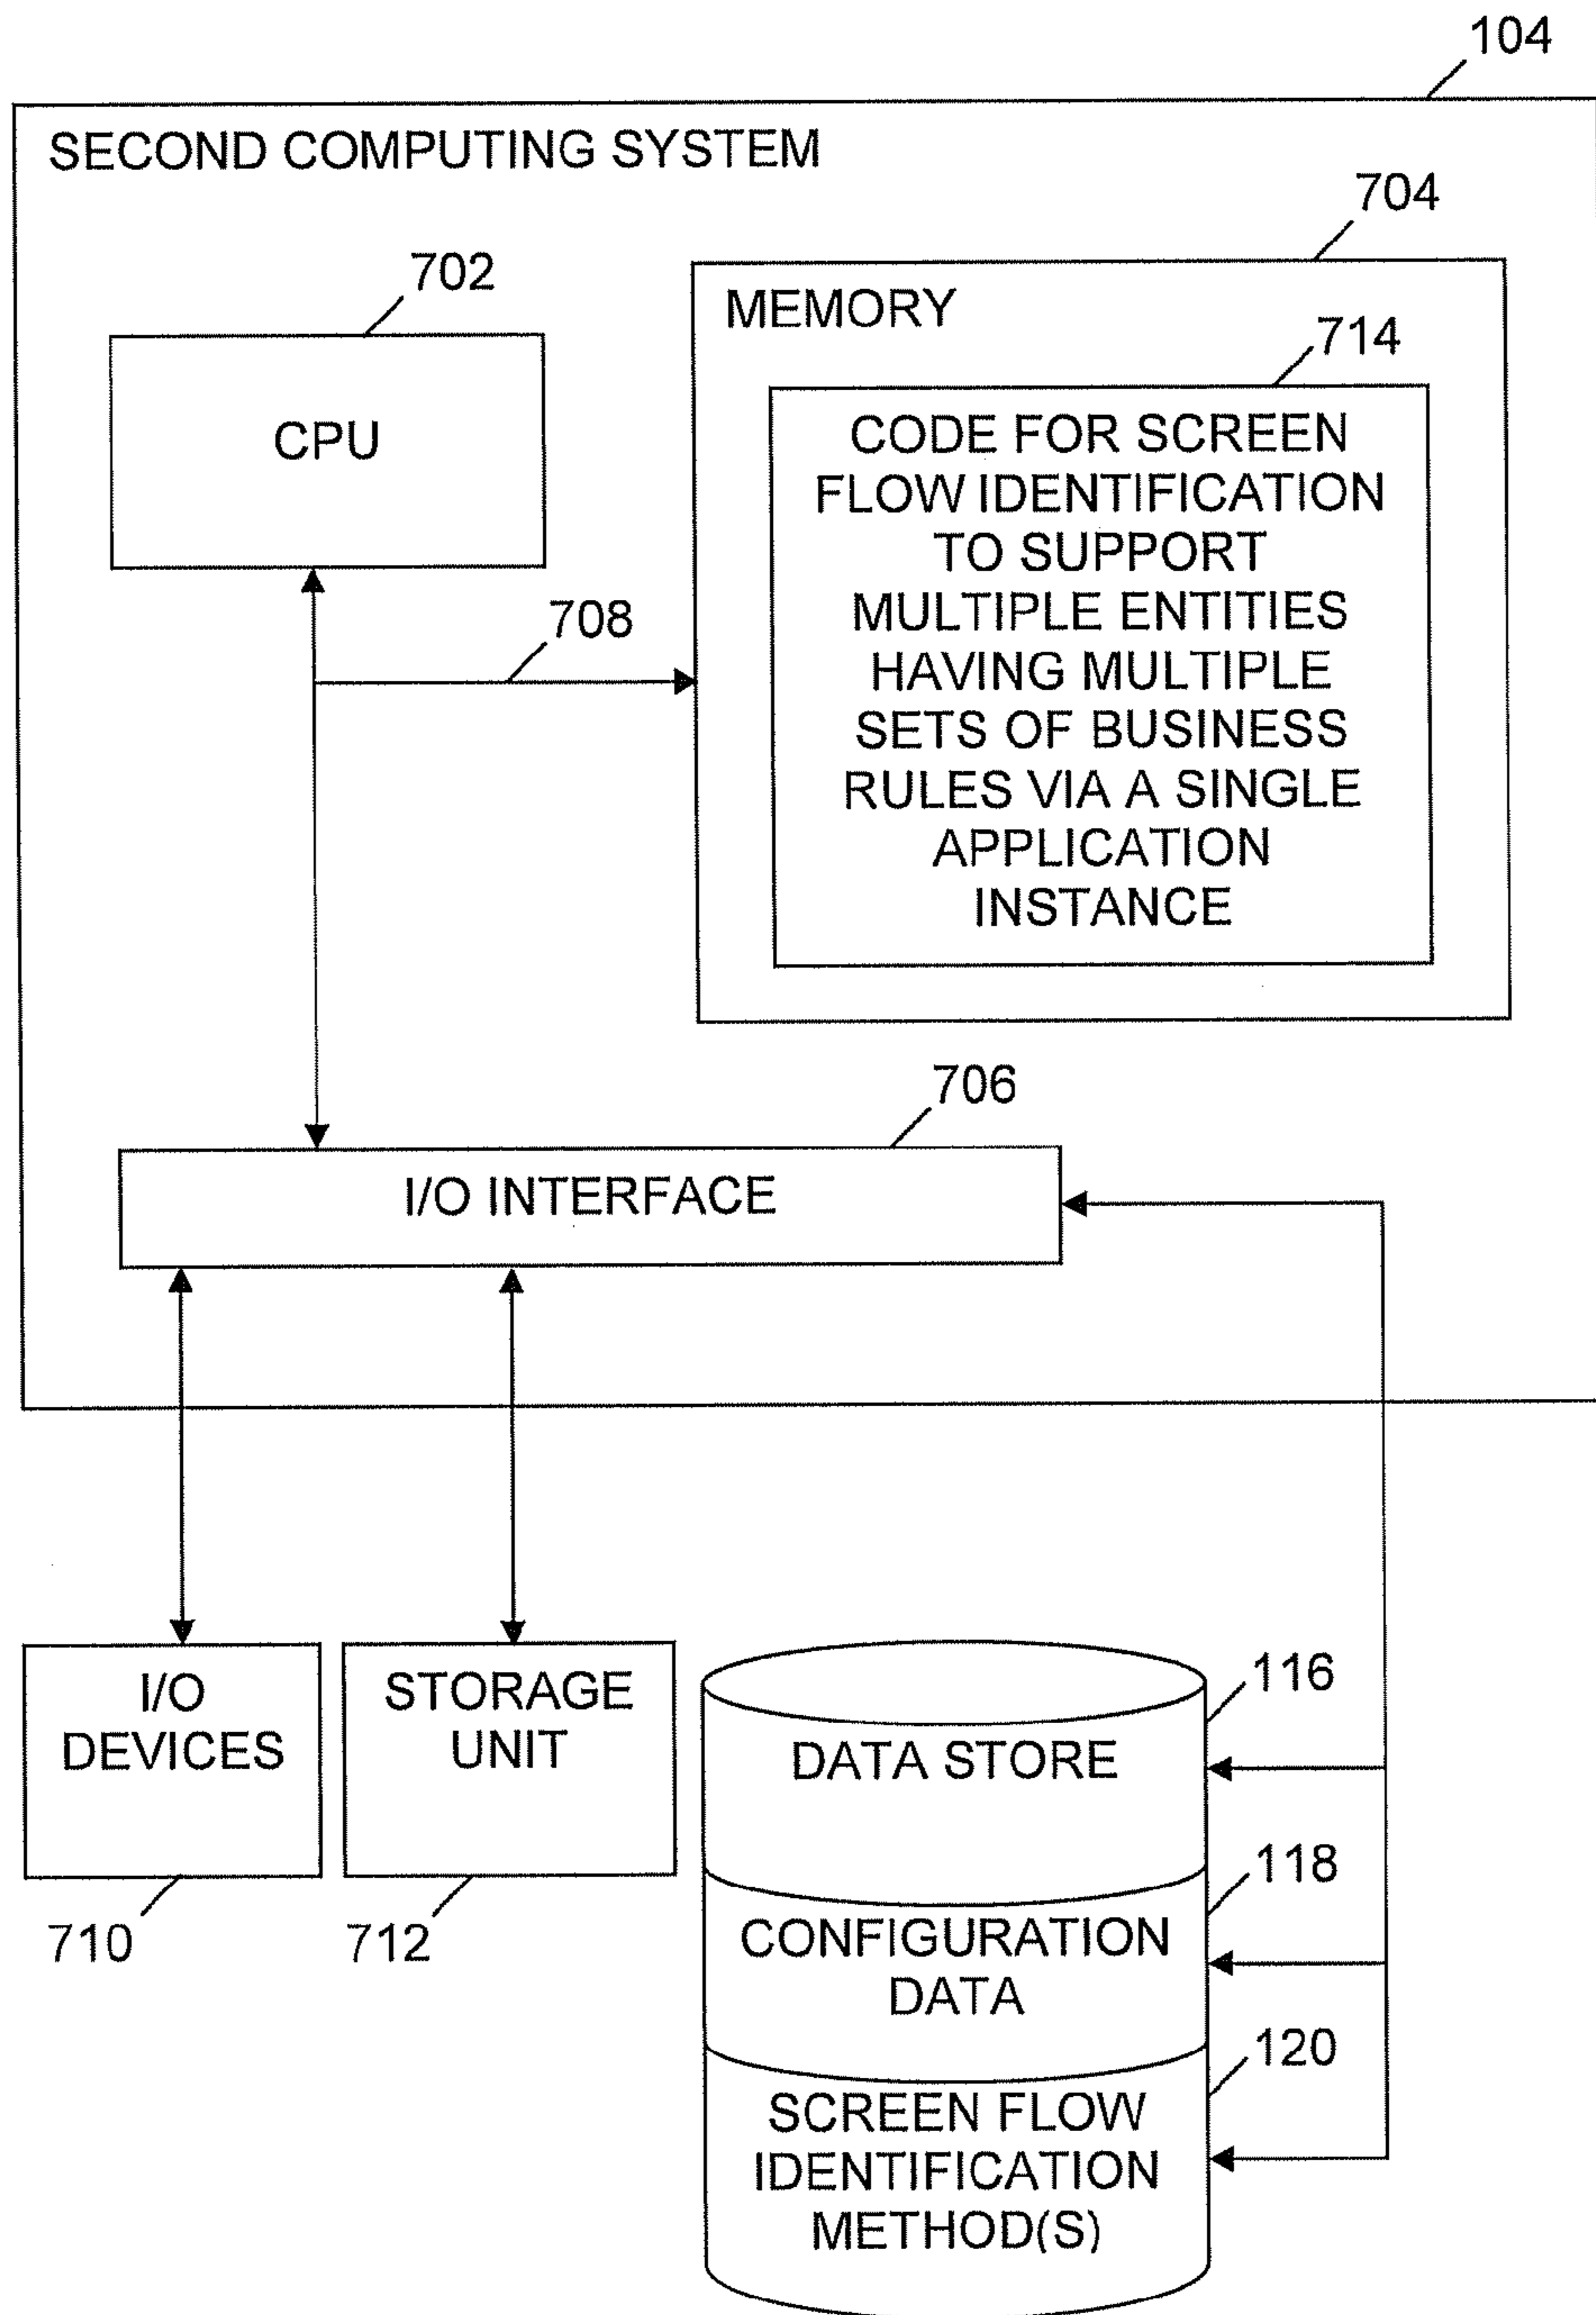 104
SECOND COMPUTING SYSTEM
704
702
MEMORY
714
CPU
CODE FOR SCREEN
FLOW IDENTIFICATION
TO SUPPORT
MULTIPLE ENTITIES
HAVING MULTIPLE
SETS OF BUSINESS
RULES VIA A SINGLE
APPLICATION
INSTANCE
708
706
I/O INTERFACE
I/O
DEVICES
STORAGE
UNIT
116
DATA STORE
118
710
712
CONFIGURATION
DATA
120
SCREEN FLOW
IDENTIFICATION
METHOD(S)